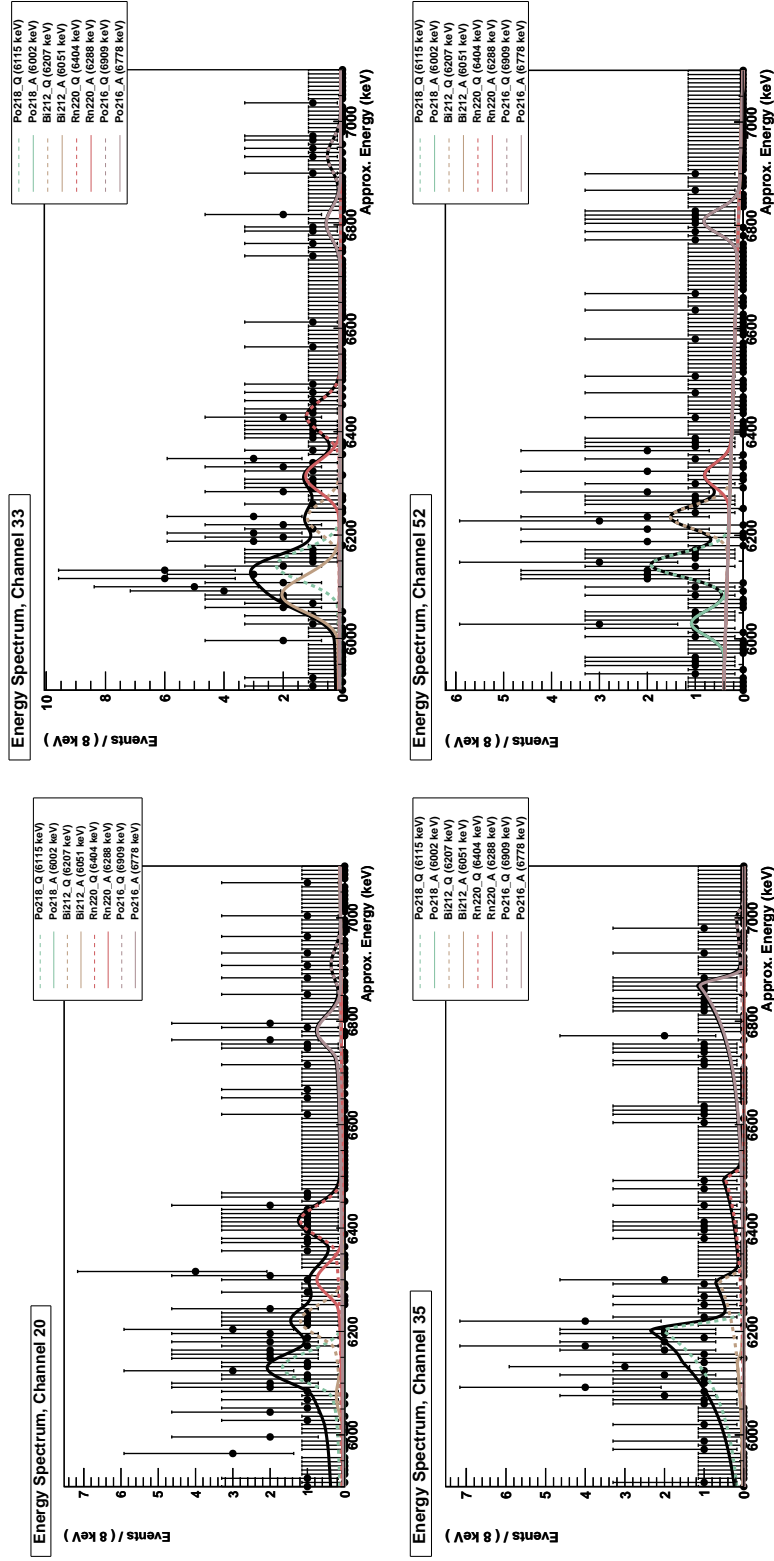 Energy Spectrum, Channel 20
Po218_Q (6115 keV)
Po218_A (6002 keV)
Bi212_Q (6207 keV)
Bi212_A (6051 keV)
Rn220_Q (6404 keV)
Rn220_A (6288 keV)
Po216_Q (6909 keV)
Po216_A (6778 keV)
Events / ( 8 keV )
7
6
5
4
3
2
1
0
6000 6200 6400 6600 6800 7000
Approx. Energy (keV)
Energy Spectrum, Channel 33
Po218_Q (6115 keV)
Po218_A (6002 keV)
Bi212_Q (6207 keV)
Bi212_A (6051 keV)
Rn220_Q (6404 keV)
Rn220_A (6288 keV)
Po216_Q (6909 keV)
Po216_A (6778 keV)
Events / ( 8 keV )
10
8
6
4
2
0
6000 6200 6400 6600 6800 7000
Approx. Energy (keV)
Energy Spectrum, Channel 35
Po218_Q (6115 keV)
Po218_A (6002 keV)
Bi212_Q (6207 keV)
Bi212_A (6051 keV)
Rn220_Q (6404 keV)
Rn220_A (6288 keV)
Po216_Q (6909 keV)
Po216_A (6778 keV)
Events / ( 8 keV )
7
6
5
4
3
2
1
0
6000 6200 6400 6600 6800 7000
Approx. Energy (keV)
Energy Spectrum, Channel 52
Po218_Q (6115 keV)
Po218_A (6002 keV)
Bi212_Q (6207 keV)
Bi212_A (6051 keV)
Rn220_Q (6404 keV)
Rn220_A (6288 keV)
Po216_Q (6909 keV)
Po216_A (6778 keV)
Events / ( 8 keV )
6
5
4
3
2
1
0
6000 6200 6400 6600 6800 7000
Approx. Energy (keV)